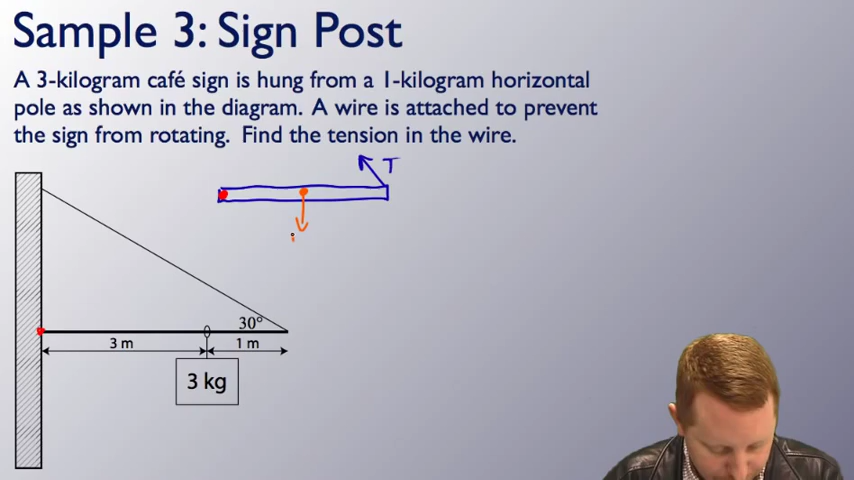 Sample 3: Sign Post
A 3-kilogram café sign is hung from a 1-kilogram horizontal
pole as shown in the diagram. A wire is attached to prevent
the sign from rotating. Find the tension in the wire.
T
30°
3 m
1 m
3 kg